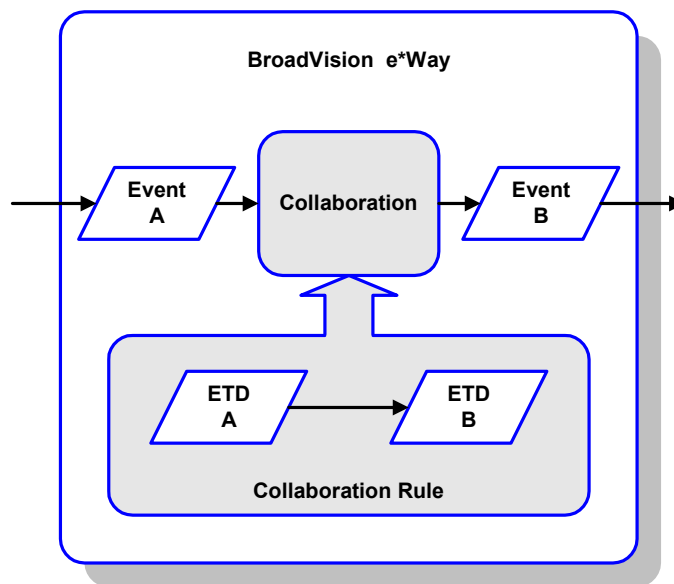 BroadVision e*Way
Event
A
Collaboration
Event
B
ETD
A
ETD
B
Collaboration Rule